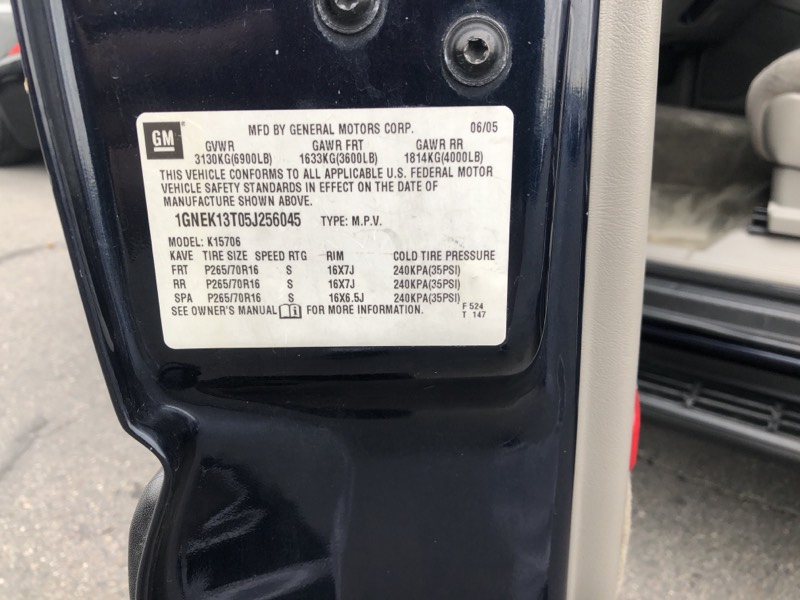 GM MFD BY GENERAL MOTORS CORP. 06/05
GVWR GAWR FRT GAWR RR
3130KG(6900LB) 1633KG(3600LB) 1814KG(4000LB)
THIS VEHICLE CONFORMS TO ALL APPLICABLE U.S. FEDERAL MOTOR
VEHICLE SAFETY STANDARDS IN EFFECT ON THE DATE OF
MANUFACTURE SHOWN ABOVE.
1GNEK13T05J256045 TYPE: M.P.V.
MODEL: K15706
KAVE TIRE SIZE SPEED RTG RIM COLD TIRE PRESSURE
FRT P265/70R16 S 16X7J 240KPA(35PSI)
RR P265/70R16 S 16X7J 240KPA(35PSI)
SPA P265/70R16 S 16X6.5J 240KPA(35PSI)
SEE OWNER'S MANUAL FOR MORE INFORMATION. F 524
T 147